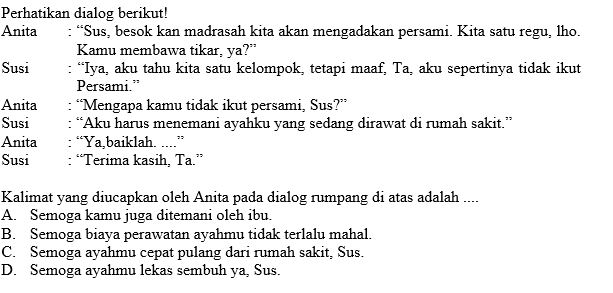 Perhatikan dialog berikut!
Anita : “Sus, besok kan madrasah kita akan mengadakan persami. Kita satu regu, lho.
Kamu membawa tikar, ya?”
Susi : “Iya, aku tahu kita satu kelompok, tetapi maaf, Ta, aku sepertinya tidak ikut
Persami.”
Anita : “Mengapa kamu tidak ikut persami, Sus?”
Susi : “Aku harus menemani ayahku yang sedang dirawat di rumah sakit.”
Anita : “Ya,baiklah. ....”
Susi : “Terima kasih, Ta.”
Kalimat yang diucapkan oleh Anita pada dialog rumpang di atas adalah ....
A. Semoga kamu juga ditemani oleh ibu.
B. Semoga biaya perawatan ayahmu tidak terlalu mahal.
C. Semoga ayahmu cepat pulang dari rumah sakit, Sus.
D. Semoga ayahmu lekas sembuh ya, Sus.